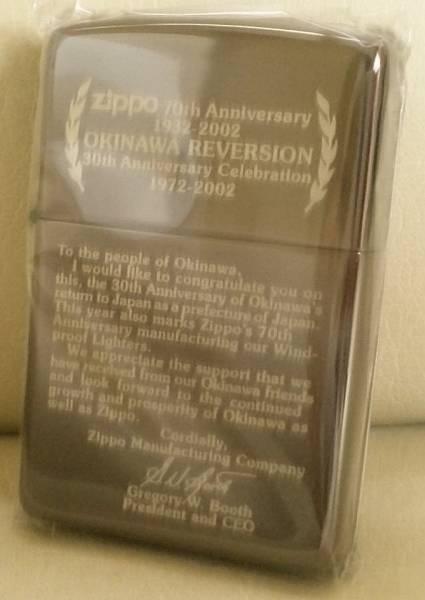 zippo 70th Anniversary
1932-2002
OKINAWA REVERSION
30th Anniversary Celebration
1972-2002
To the people of Okinawa,
I would like to congratulate you on
this, the 30th Anniversary of Okinawa's
return to Japan as a prefecture of Japan.
This year also marks Zippo's 70th
Anniversary manufacturing our Wind-
proof Lighters.
We appreciate the support that we
have received from our Okinawa friends
and look forward to the continued
growth and prosperity of Okinawa as
well as Zippo.
Cordially,
Zippo Manufacturing Company
Gregory W. Booth
President and CEO